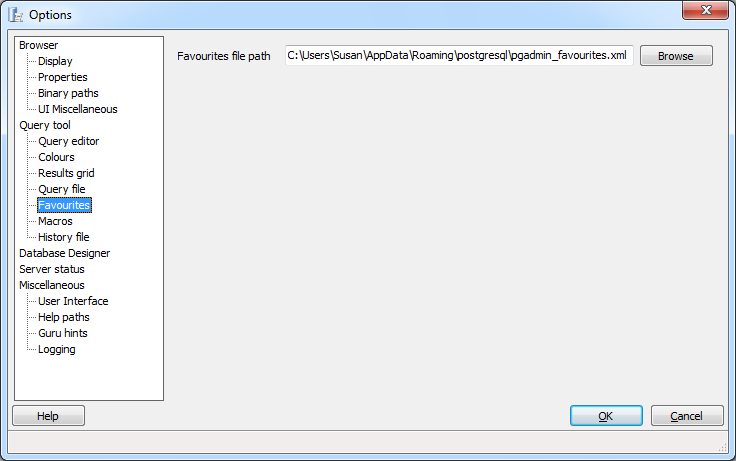 Options
Browser
Display
Properties
Binary paths
UI Miscellaneous
Query tool
Query editor
Colours
Results grid
Query file
Favourites
Macros
History file
Database Designer
Server status
Miscellaneous
User Interface
Help paths
Guru hints
Logging
Favourites file path C:\Users\Susan\AppData\Roaming\postgresql\pgadmin_favourites.xml Browse
Help OK Cancel